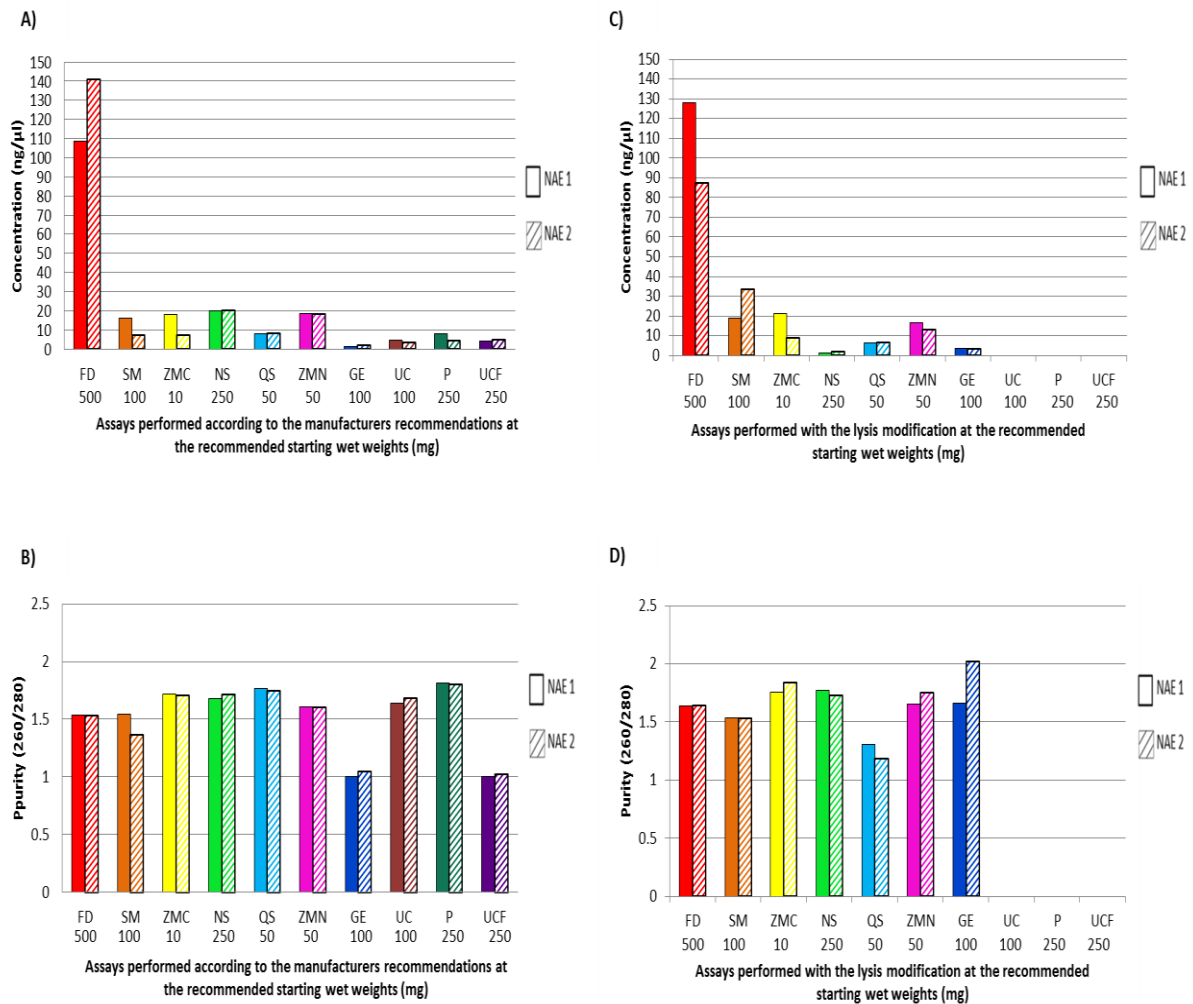 A)
150
140
130
120
110
100
90
80
70
60
50
40
30
20
10
0
Concentration (ng/µl)
FD SM ZMC NS QS ZMN GE UC P UCF
500 100 10 250 50 50 100 100 250 250
Assays performed according to the manufacturers recommendations at
the recommended starting wet weights (mg)
NAE 1
NAE 2
C)
150
140
130
120
110
100
90
80
70
60
50
40
30
20
10
0
Concentration (ng/µl)
FD SM ZMC NS QS ZMN GE UC P UCF
500 100 10 250 50 50 100 100 250 250
Assays performed with the lysis modification at the recommended
starting wet weights (mg)
NAE 1
NAE 2
B)
2.5
2
1.5
1
0.5
0
Ppurity (260/280)
FD SM ZMC NS QS ZMN GE UC P UCF
500 100 10 250 50 50 100 100 250 250
Assays performed according to the manufacturers recommendations at
the recommended starting wet weights (mg)
NAE 1
NAE 2
D)
2.5
2
1.5
1
0.5
0
Purity (260/280)
FD SM ZMC NS QS ZMN GE UC P UCF
500 100 10 250 50 50 100 100 250 250
Assays performed with the lysis modification at the recommended
starting wet weights (mg)
NAE 1
NAE 2